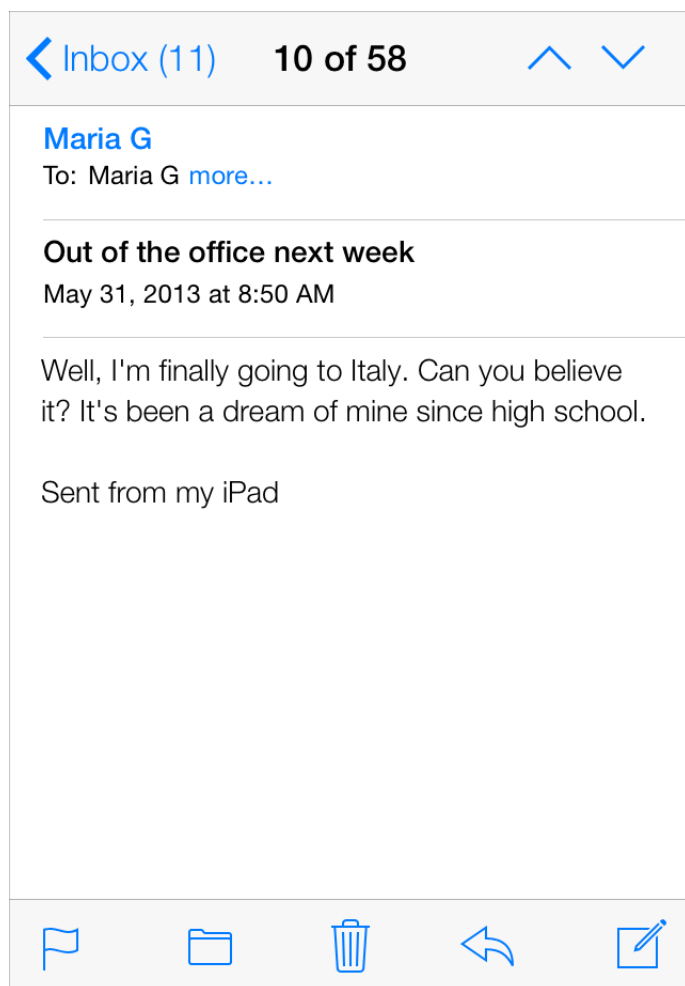 Inbox (11) 10 of 58
Maria G
To: Maria G more...
Out of the office next week
May 31, 2013 at 8:50 AM
Well, I'm finally going to Italy. Can you believe
it? It's been a dream of mine since high school.
Sent from my iPad